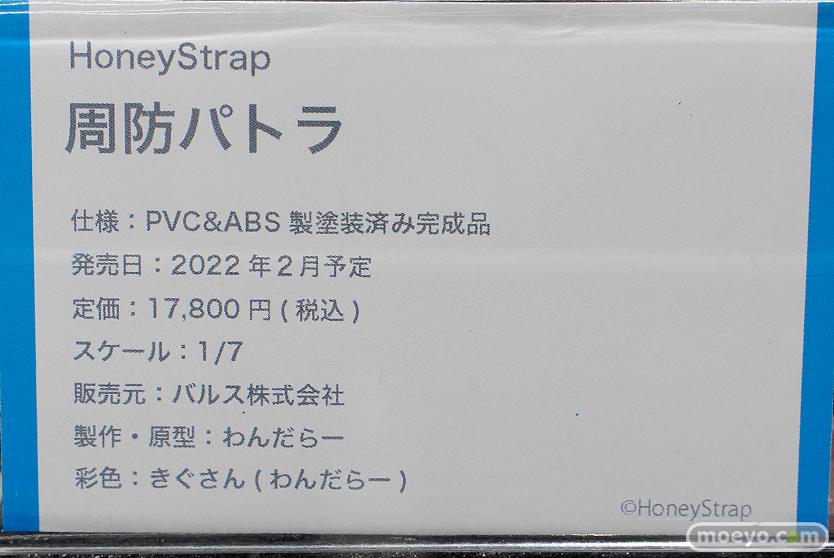 HoneyStrap
周防パトラ
仕様：PVC&ABS 製塗装済み完成品
発売日：2022 年 2 月予定
定価：17,800 円 ( 税込 )
スケール：1/7
販売元：バルス株式会社
製作・原型：わんだらー
彩色：きぐさん ( わんだらー )
©HoneyStrap
moeyo.com